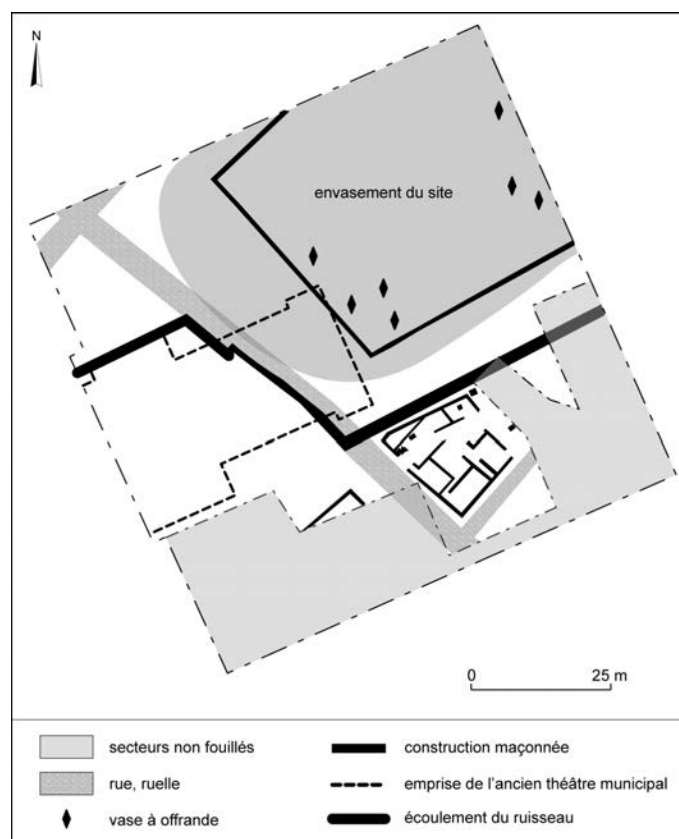 N
envasement du site
0 25 m
secteurs non fouillés
construction maçonnée
rue, ruelle
emprise de l'ancien théâtre municipal
vase à offrande
écoulement du ruisseau